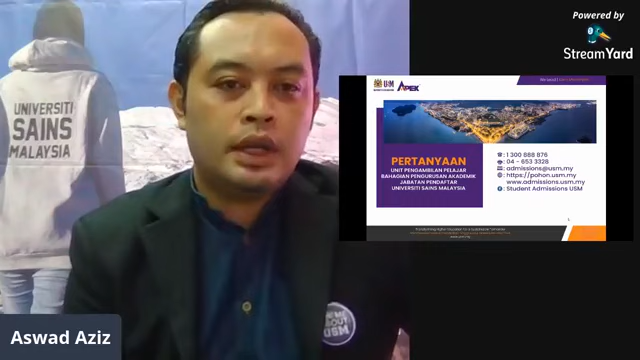 Powered by
StreamYard
UNIVERSITI
SAINS
MALAYSIA
USM
APEX
PERTANYAAN
UNIT PENGAMBILAN PELAJAR
BAHAGIAN PENGURUSAN AKADEMIK
JABATAN PENDAFTAR
UNIVERSITI SAINS MALAYSIA
: 1 300 888 876
: 04 - 653 3328
: admissions@usm.my
: https://pohon.usm.my
www.admissions.usm.my
: Student Admissions USM
ABOUT
USM
Aswad Aziz